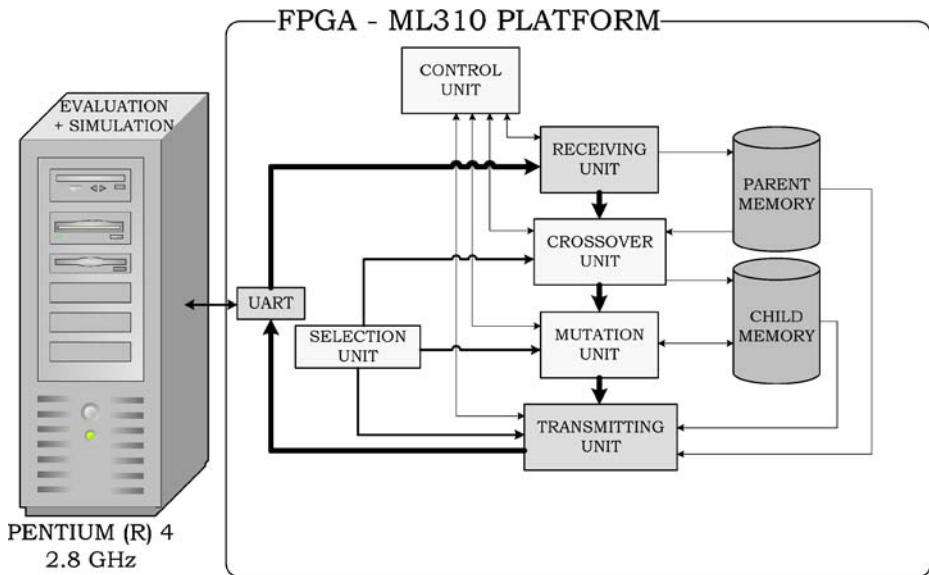 FPGA - ML310 PLATFORM
CONTROL
UNIT
EVALUATION
+ SIMULATION
RECEIVING
UNIT
PARENT
MEMORY
CROSSOVER
UNIT
UART
SELECTION
UNIT
MUTATION
UNIT
CHILD
MEMORY
TRANSMITTING
UNIT
PENTIUM (R) 4
2.8 GHz